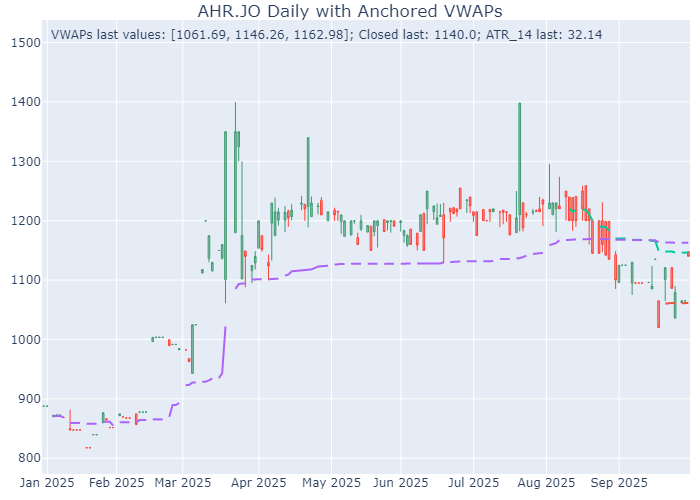 AHR.JO Daily with Anchored VWAPs
VWAPs last values: [1061.69, 1146.26, 1162.98]; Closed last: 1140.0; ATR_14 last: 32.14
1500
1400
1300
1200
1100
1000
900
800
Jan 2025 Feb 2025 Mar 2025 Apr 2025 May 2025 Jun 2025 Jul 2025 Aug 2025 Sep 2025